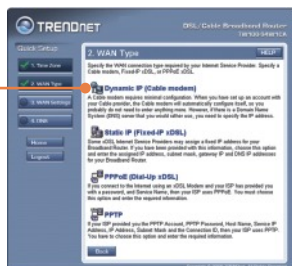 TRENDNET
DSL/Cable Broadband Router
TW100-S4W1CA
Quick Setup
2. WAN Type
HELP
1. Time Zone
2. WAN Type
3. WAN Settings
4. DNS
Home
Logout
Specify the WAN connection type required by your Internet Service Provider. Specify a
Cable modem, Fixed-IP xDSL, or PPPoE xDSL.
Dynamic IP (Cable modem)
A Cable modem requires minimal configuration. When you have set up an account with
your Cable provider, the Cable modem will automatically configure itself, so you
probably do not need to enter anything more. However, if there is a Domain Name
System (DNS) server that you would rather use, you need to specify the IP address.
Static IP (Fixed-IP xDSL)
Some xDSL Internet Service Providers may assign a fixed IP address for your
Broadband Router. If you have been provided with this information, choose this option
and enter the assigned IP address, subnet mask, gateway IP and DNS IP addresses
for your Broadband Router.
PPPoE (Dial-Up xDSL)
If you connect to the Internet using an xDSL Modem and your ISP has provided you
with a password, and Service Name, then your ISP uses PPPoE. You must choose
this option and enter the required information.
PPTP
If your ISP provided you the PPTP Account, PPTP Password, Host Name, Service IP
Address, IP Address, Subnet Mask and the Connection ID, then your ISP uses PPTP.
You have to choose this option and enter the required information.
Back